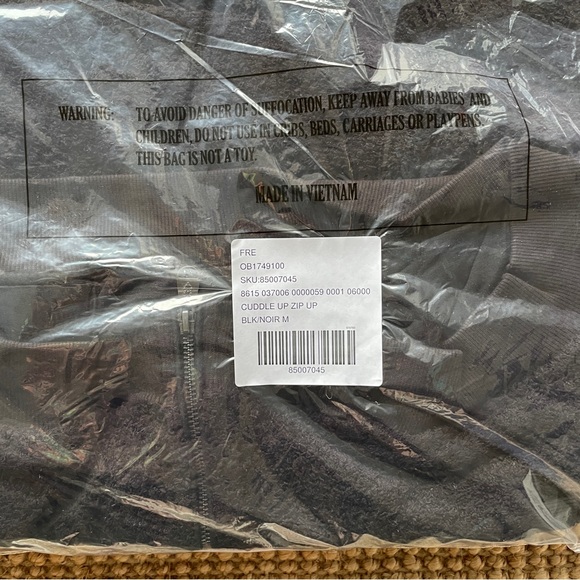 WARNING: TO AVOID DANGER OF SUFFOCATION, KEEP AWAY FROM BABIES AND
CHILDREN, DO NOT USE IN CRIBS, BEDS, CARRIAGES OR PLAYPENS.
THIS BAG IS NOT A TOY.
MADE IN VIETNAM
FRE
OB1749100
SKU:85007045
8615 037006 0000059 0001 06000
CUDDLE UP ZIP UP
BLK/NOIR M
85007045